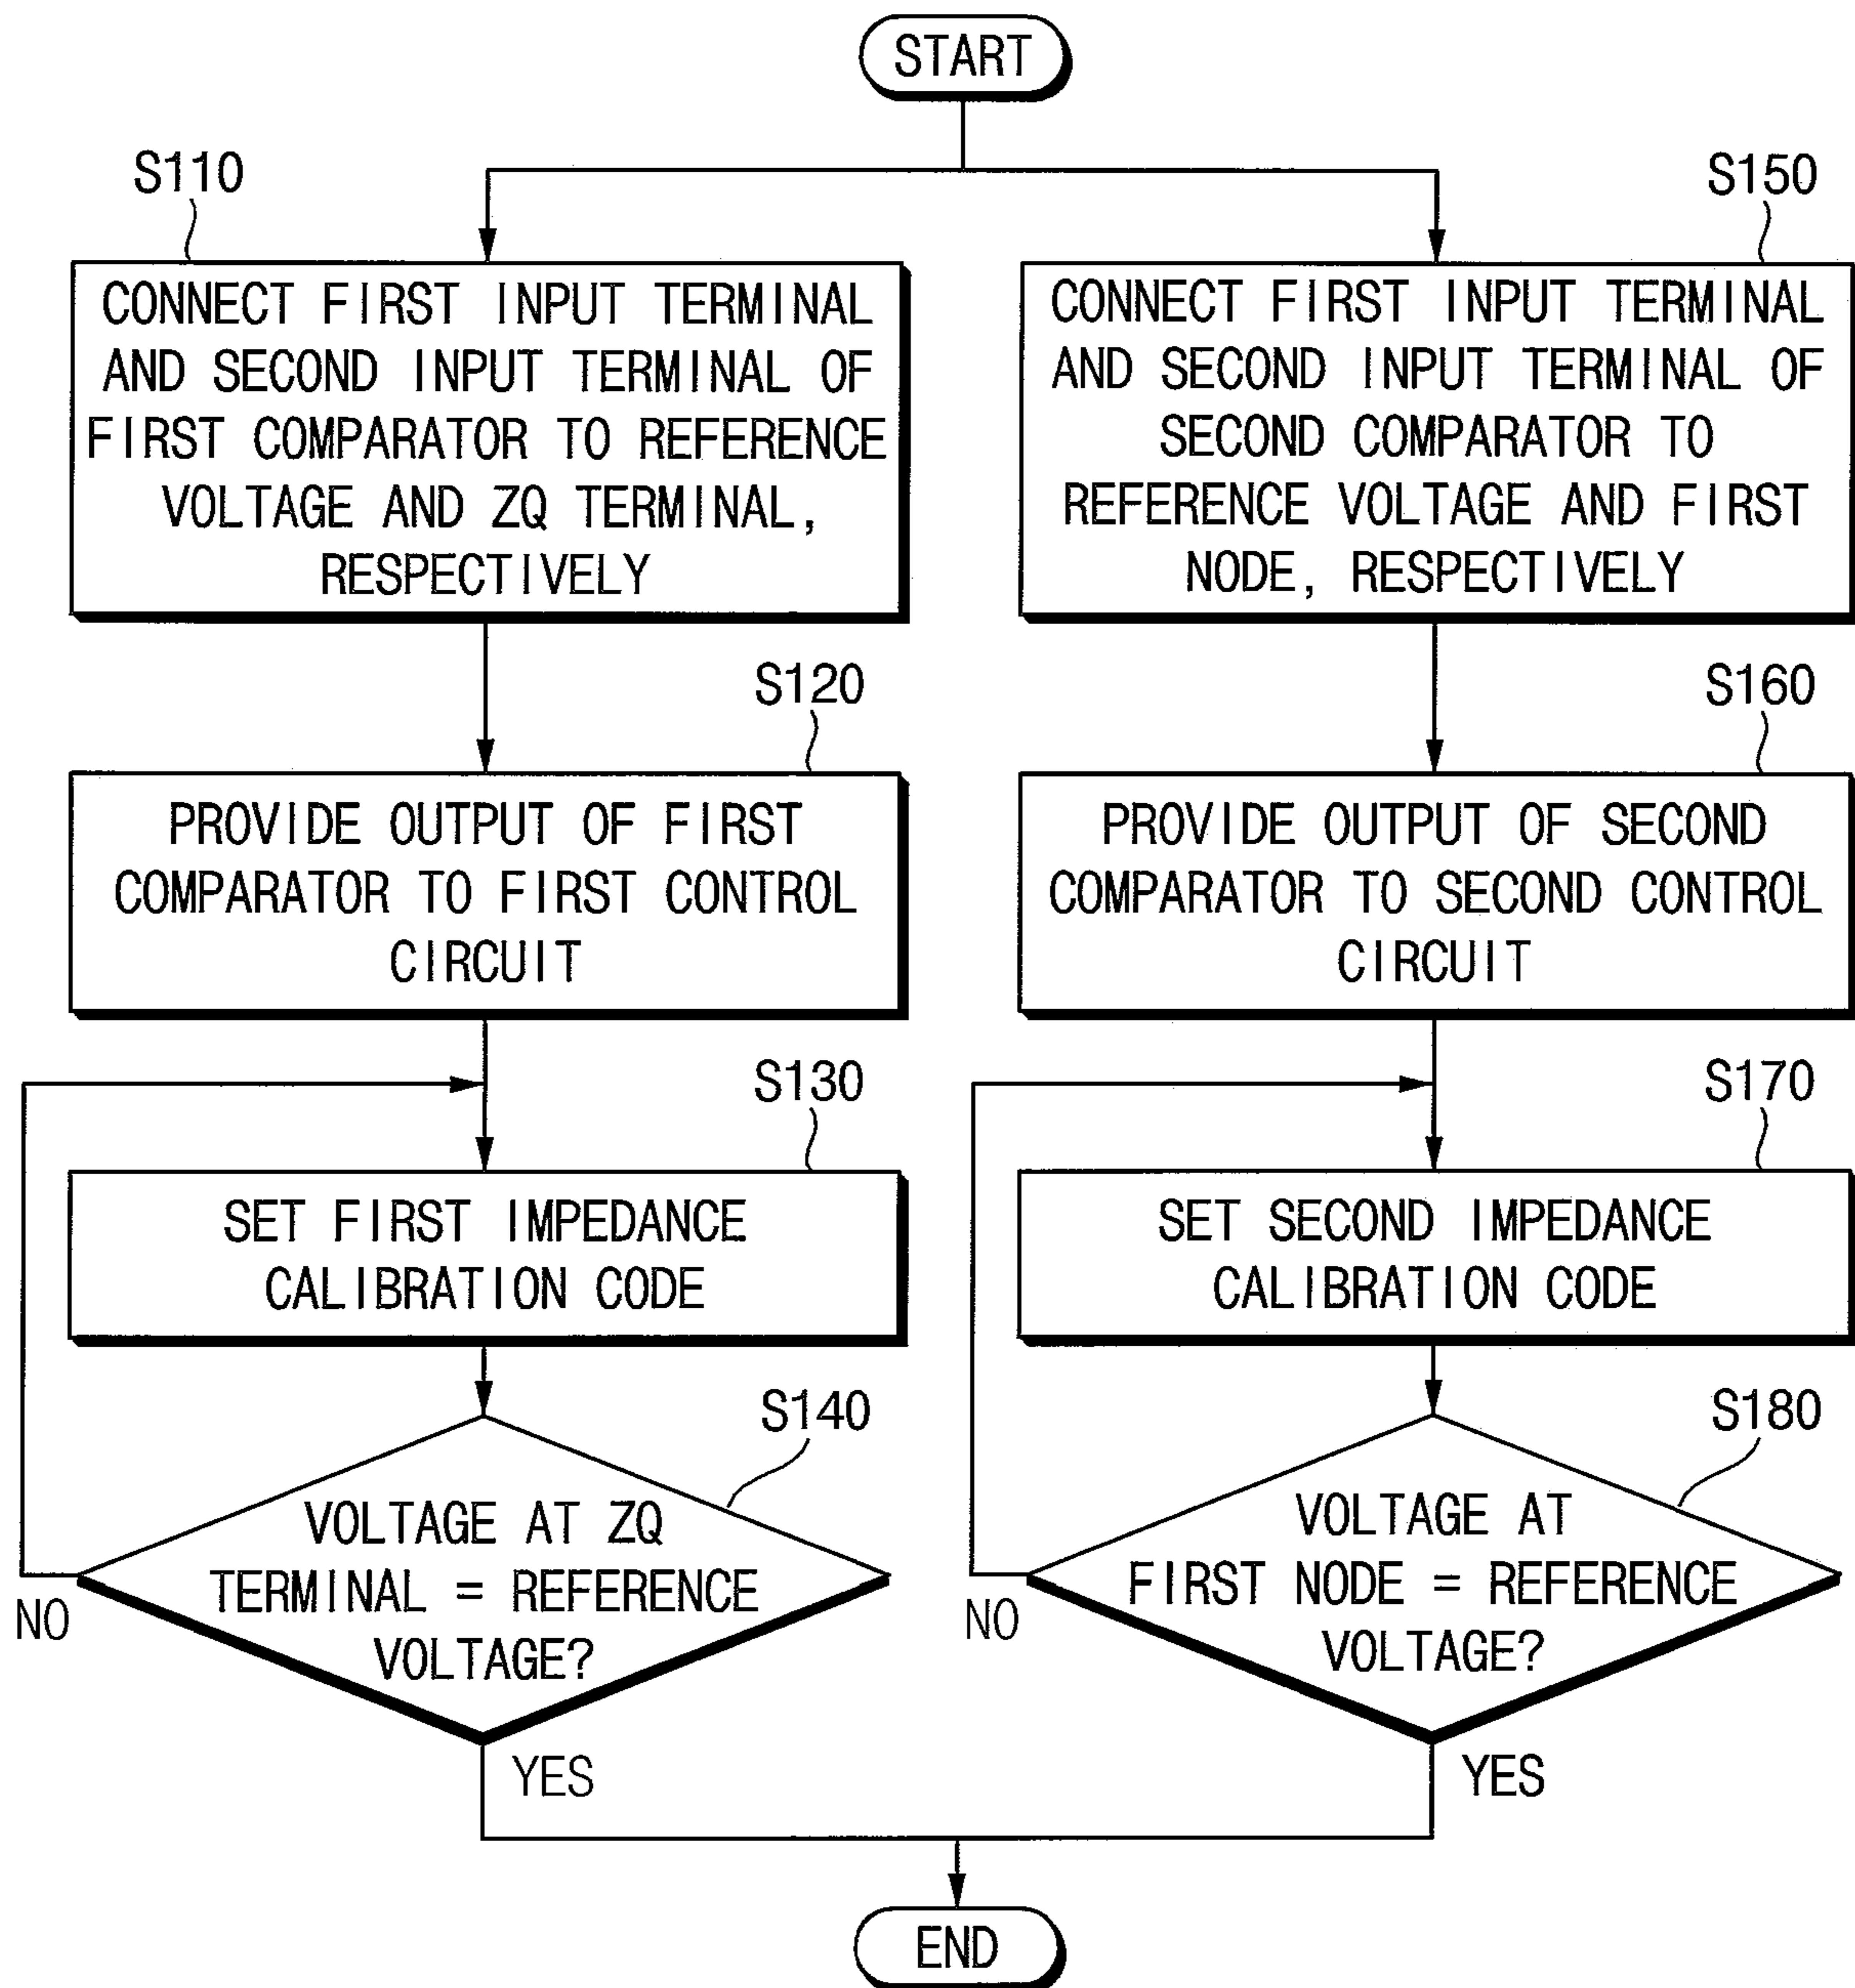 START
S110
CONNECT FIRST INPUT TERMINAL
AND SECOND INPUT TERMINAL OF
FIRST COMPARATOR TO REFERENCE
VOLTAGE AND ZQ TERMINAL,
RESPECTIVELY
S120
PROVIDE OUTPUT OF FIRST
COMPARATOR TO FIRST CONTROL
CIRCUIT
S130
SET FIRST IMPEDANCE
CALIBRATION CODE
S140
VOLTAGE AT ZQ
TERMINAL = REFERENCE
VOLTAGE?
NO
YES
S150
CONNECT FIRST INPUT TERMINAL
AND SECOND INPUT TERMINAL OF
SECOND COMPARATOR TO
REFERENCE VOLTAGE AND FIRST
NODE, RESPECTIVELY
S160
PROVIDE OUTPUT OF SECOND
COMPARATOR TO SECOND CONTROL
CIRCUIT
S170
SET SECOND IMPEDANCE
CALIBRATION CODE
S180
VOLTAGE AT
FIRST NODE = REFERENCE
VOLTAGE?
NO
YES
END